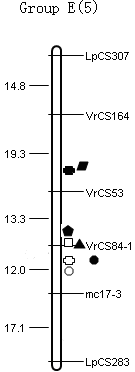 Group E(5)
LpCS307
14.8
VrCS164
19.3
VrCS53
13.3
VrCS84-1
12.0
mc17-3
17.1
LpCS283